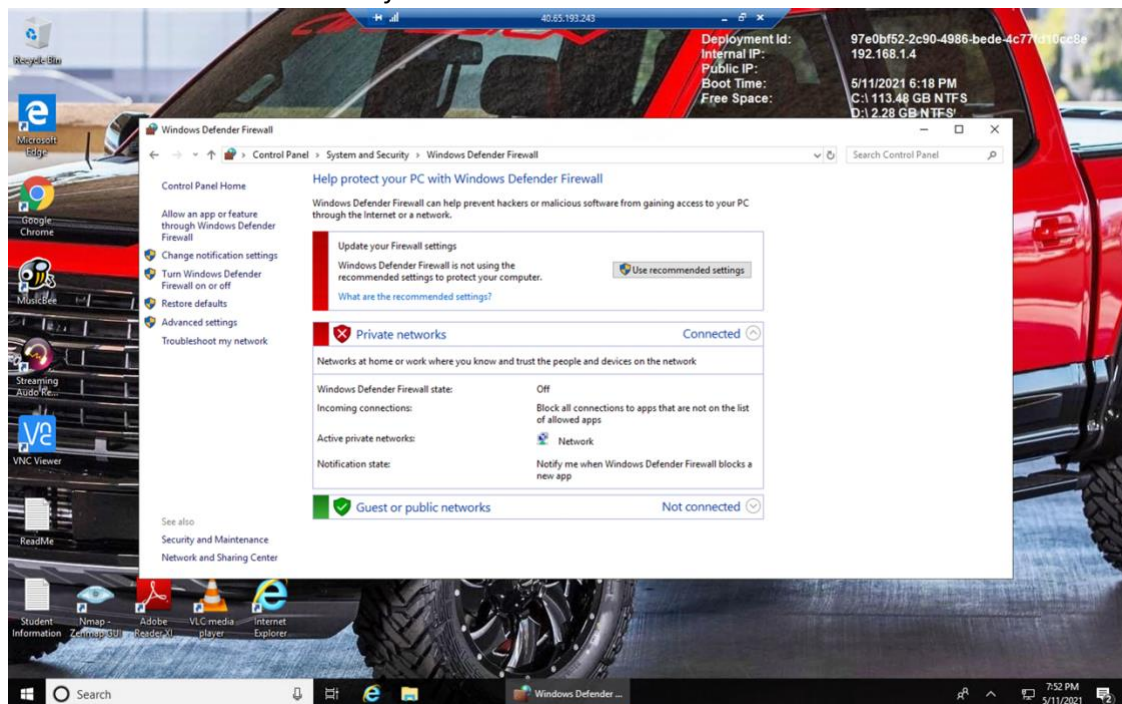 40.65.193.243
Deployment Id: 97e0bf52-2c90-4986-bede-4c77fd10cc8e
Internal IP: 192.168.1.4
Public IP:
Boot Time: 5/11/2021 6:18 PM
Free Space: C:\ 113.48 GB NTFS
D:\ 2.28 GB NTFS
Recycle Bin
Microsoft
Edge
Google
Chrome
MusicBee
Streaming
Audo Re...
VNC Viewer
ReadMe
Student
Information
Nmap -
Zenmap GUI
Adobe
Reader XI
VLC media
player
Internet
Explorer
Windows Defender Firewall
Control Panel > System and Security > Windows Defender Firewall
Search Control Panel
Control Panel Home
Allow an app or feature
through Windows Defender
Firewall
Change notification settings
Turn Windows Defender
Firewall on or off
Restore defaults
Advanced settings
Troubleshoot my network
See also
Security and Maintenance
Network and Sharing Center
Help protect your PC with Windows Defender Firewall
Windows Defender Firewall can help prevent hackers or malicious software from gaining access to your PC
through the Internet or a network.
Update your Firewall settings
Windows Defender Firewall is not using the
recommended settings to protect your computer.
Use recommended settings
What are the recommended settings?
Private networks Connected
Networks at home or work where you know and trust the people and devices on the network
Windows Defender Firewall state: Off
Incoming connections: Block all connections to apps that are not on the list
of allowed apps
Active private networks: Network
Notification state: Notify me when Windows Defender Firewall blocks a
new app
Guest or public networks Not connected
Search
Windows Defender ...
7:52 PM
5/11/2021
2